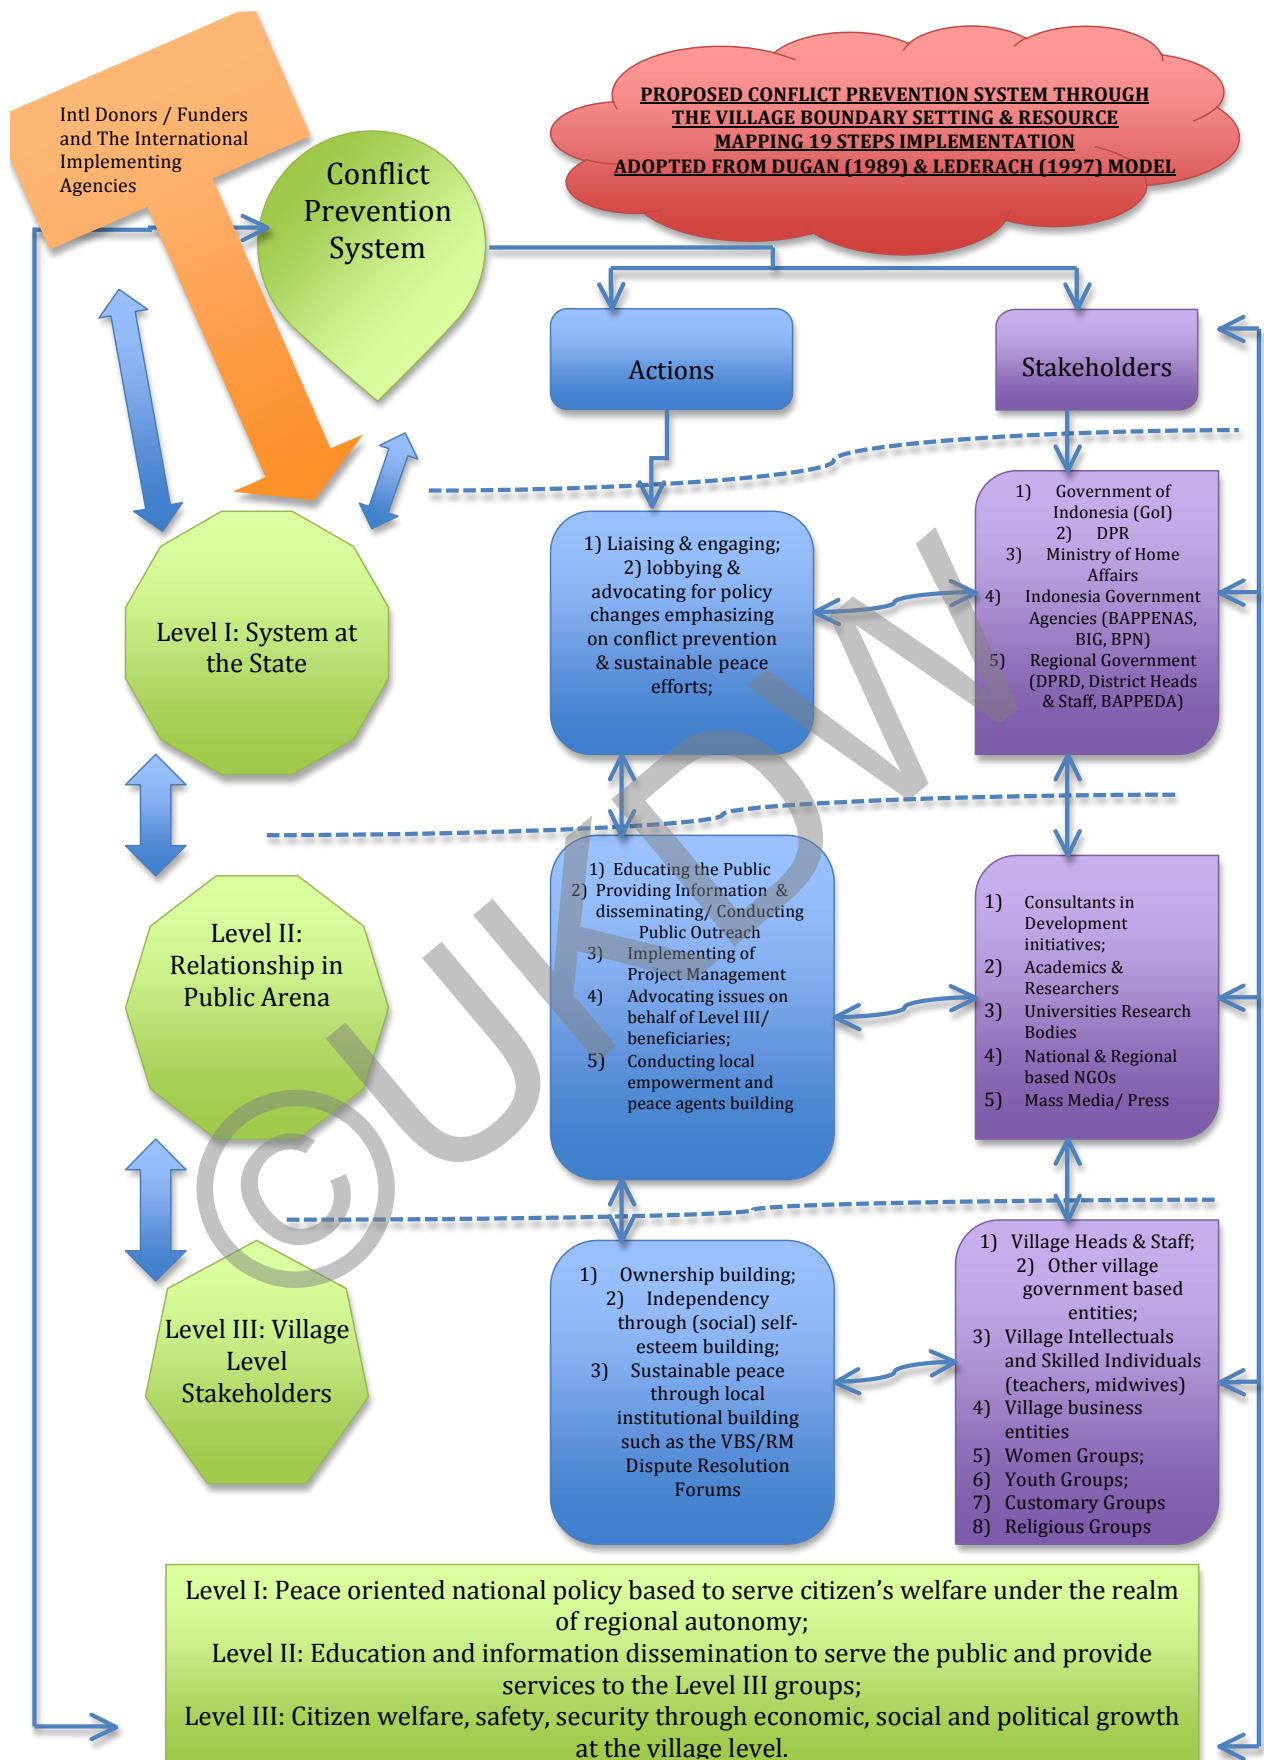 Intl Donors / Funders
and The International
Implementing
Agencies
Conflict
Prevention
System
PROPOSED CONFLICT PREVENTION SYSTEM THROUGH
THE VILLAGE BOUNDARY SETTING & RESOURCE
MAPPING 19 STEPS IMPLEMENTATION
ADOPTED FROM DUGAN (1989) & LEDERACH (1997) MODEL
Actions
Stakeholders
Level I: System at
the State
1) Liaising & engaging;
2) lobbying &
advocating for policy
changes emphasizing
on conflict prevention
& sustainable peace
efforts;
1) Government of
Indonesia (GoI)
2) DPR
3) Ministry of Home
Affairs
4) Indonesia Government
Agencies (BAPPENAS,
BIG, BPN)
5) Regional Government
(DPRD, District Heads
& Staff, BAPPEDA)
Level II:
Relationship in
Public Arena
1) Educating the Public
2) Providing Information &
disseminating/ Conducting
Public Outreach
3) Implementing of
Project Management
4) Advocating issues on
behalf of Level III/
beneficiaries;
5) Conducting local
empowerment and
peace agents building
1) Consultants in
Development
initiatives;
2) Academics &
Researchers
3) Universities Research
Bodies
4) National & Regional
based NGOs
5) Mass Media/ Press
Level III: Village
Level
Stakeholders
1) Ownership building;
2) Independency
through (social) self-
esteem building;
3) Sustainable peace
through local
institutional building
such as the VBS/RM
Dispute Resolution
Forums
1) Village Heads & Staff;
2) Other village
government based
entities;
3) Village Intellectuals
and Skilled Individuals
(teachers, midwives)
4) Village business
entities
5) Women Groups;
6) Youth Groups;
7) Customary Groups
8) Religious Groups
Level I: Peace oriented national policy based to serve citizen's welfare under the realm
of regional autonomy;
Level II: Education and information dissemination to serve the public and provide
services to the Level III groups;
Level III: Citizen welfare, safety, security through economic, social and political growth
at the village level.
©UKDW